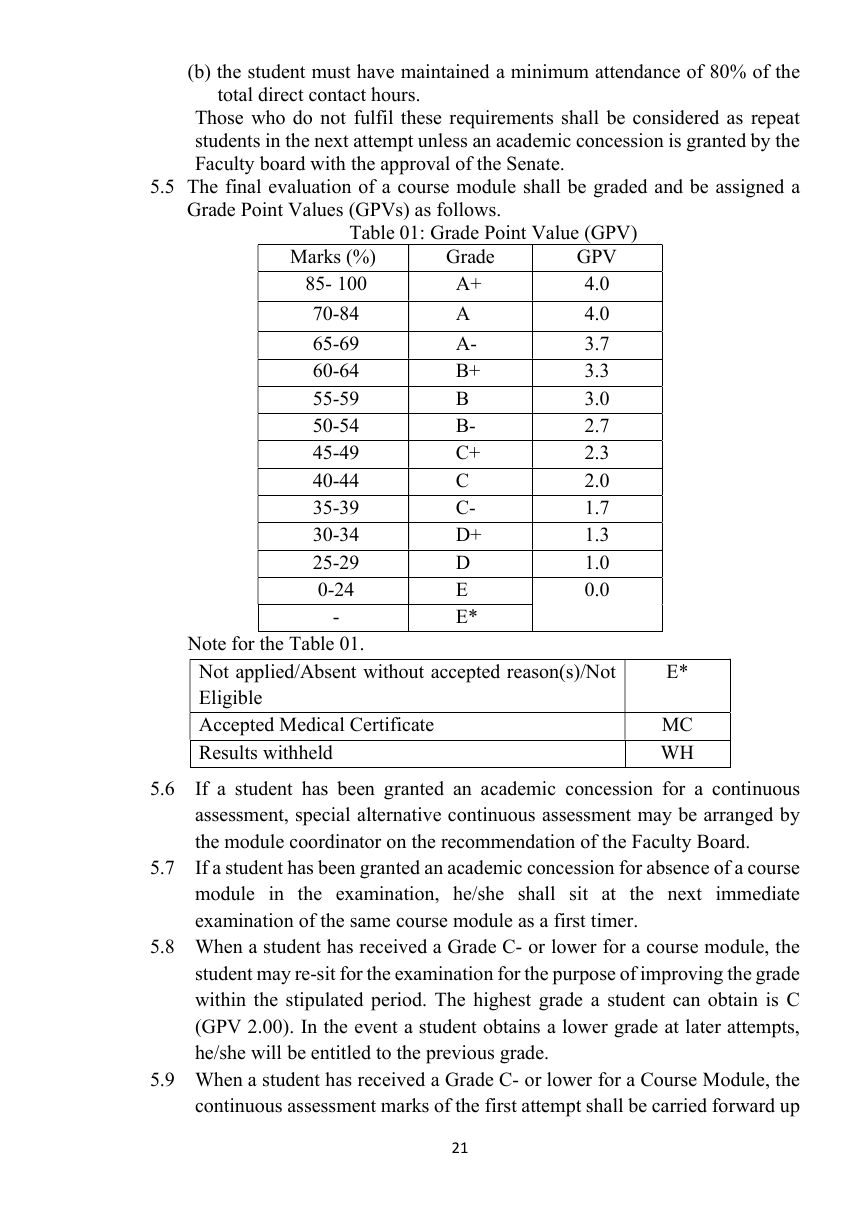 (b) the student must have maintained a minimum attendance of 80% of the
total direct contact hours.
Those who do not fulfil these requirements shall be considered as repeat
students in the next attempt unless an academic concession is granted by the
Faculty board with the approval of the Senate.
5.5 The final evaluation of a course module shall be graded and be assigned a
Grade Point Values (GPVs) as follows.
Table 01: Grade Point Value (GPV)
Marks (%) Grade GPV
85- 100 A+ 4.0
70-84 A 4.0
65-69 A- 3.7
60-64 B+ 3.3
55-59 B 3.0
50-54 B- 2.7
45-49 C+ 2.3
40-44 C 2.0
35-39 C- 1.7
30-34 D+ 1.3
25-29 D 1.0
0-24 E 0.0
- E*
Note for the Table 01.
Not applied/Absent without accepted reason(s)/Not E*
Eligible
Accepted Medical Certificate MC
Results withheld WH
5.6 If a student has been granted an academic concession for a continuous
assessment, special alternative continuous assessment may be arranged by
the module coordinator on the recommendation of the Faculty Board.
5.7 If a student has been granted an academic concession for absence of a course
module in the examination, he/she shall sit at the next immediate
examination of the same course module as a first timer.
5.8 When a student has received a Grade C- or lower for a course module, the
student may re-sit for the examination for the purpose of improving the grade
within the stipulated period. The highest grade a student can obtain is C
(GPV 2.00). In the event a student obtains a lower grade at later attempts,
he/she will be entitled to the previous grade.
5.9 When a student has received a Grade C- or lower for a Course Module, the
continuous assessment marks of the first attempt shall be carried forward up
21